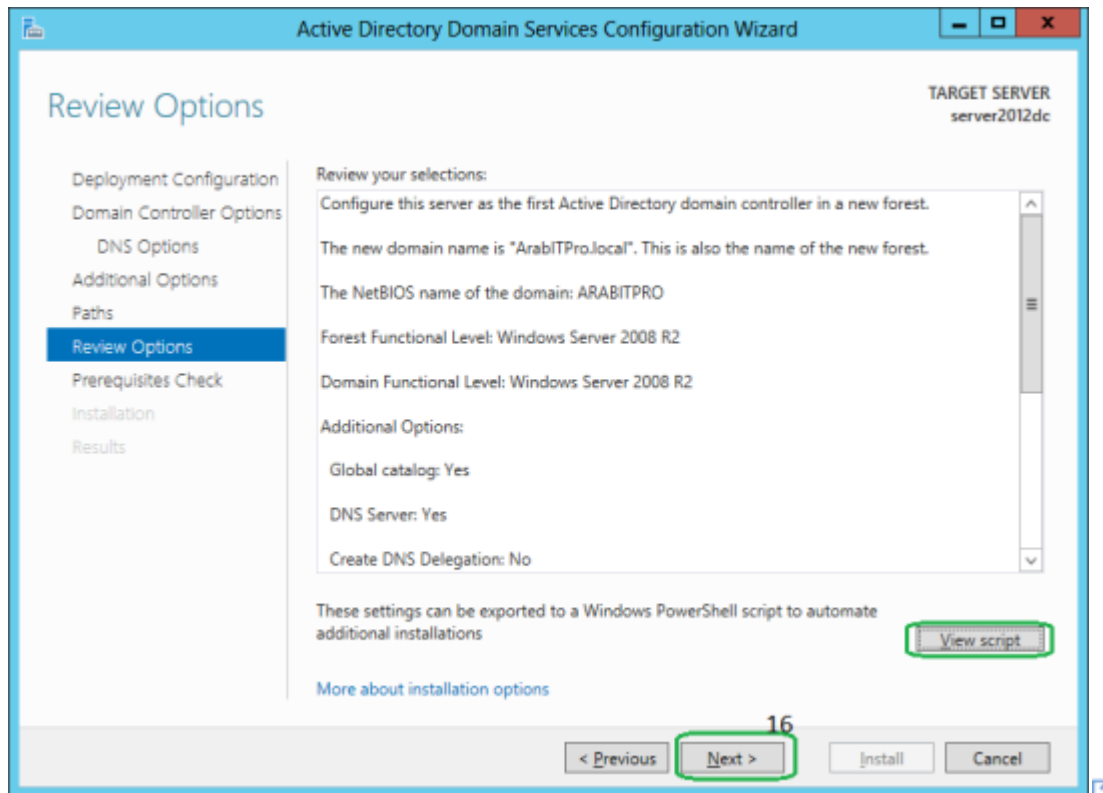 Active Directory Domain Services Configuration Wizard
Review Options
TARGET SERVER
server2012dc
Deployment Configuration
Domain Controller Options
DNS Options
Additional Options
Paths
Review Options
Prerequisites Check
Installation
Results
Review your selections:
Configure this server as the first Active Directory domain controller in a new forest.
The new domain name is "ArabITPro.local". This is also the name of the new forest.
The NetBIOS name of the domain: ARABITPRO
Forest Functional Level: Windows Server 2008 R2
Domain Functional Level: Windows Server 2008 R2
Additional Options:
Global catalog: Yes
DNS Server: Yes
Create DNS Delegation: No
These settings can be exported to a Windows PowerShell script to automate
additional installations
View script
More about installation options
16
< Previous
Next >
Install
Cancel